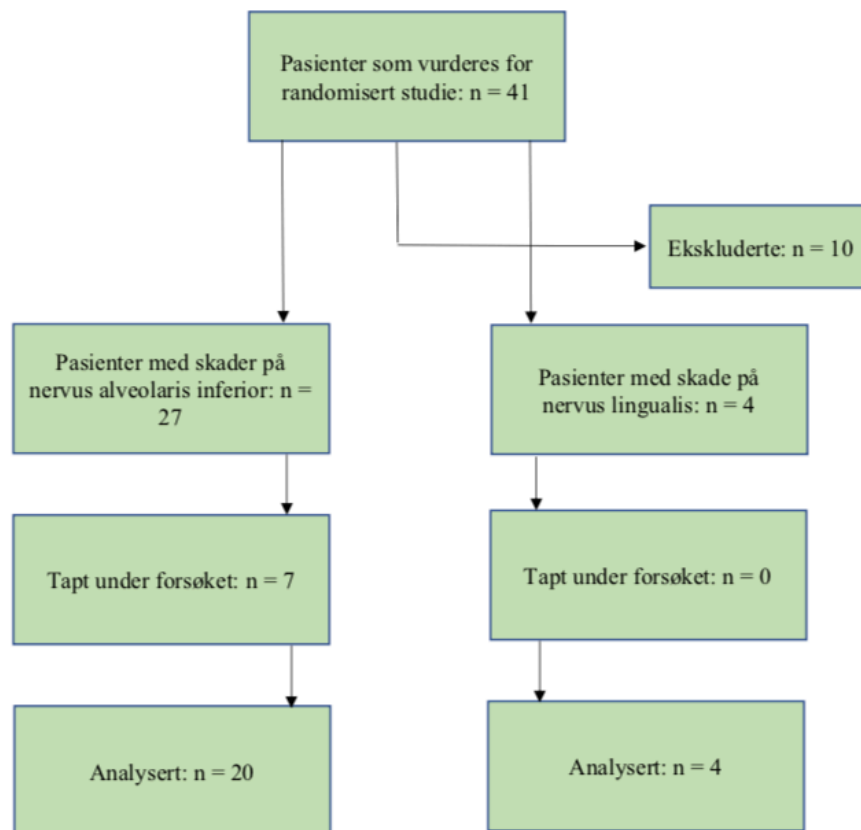 Pasienter som vurderes for
randomisert studie: n = 41
Ekskluderte: n = 10
Pasienter med skader på
nervus alveolaris inferior: n =
27
Pasienter med skade på
nervus lingualis: n = 4
Tapt under forsøket: n = 7
Tapt under forsøket: n = 0
Analysert: n = 20
Analysert: n = 4